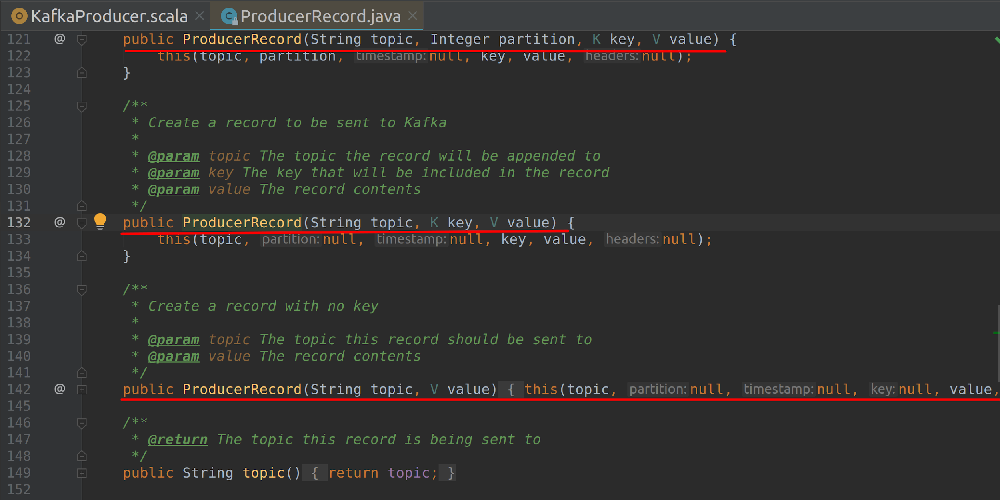 KafkaProducer.scala ProducerRecord.java
121 @ public ProducerRecord(String topic, Integer partition, K key, V value) {
122 this(topic, partition, timestamp: null, key, value, headers: null);
123 }
124
125 /**
126 * Create a record to be sent to Kafka
127 *
128 * @param topic The topic the record will be appended to
129 * @param key The key that will be included in the record
130 * @param value The record contents
131 */
132 @ public ProducerRecord(String topic, K key, V value) {
133 this(topic, partition: null, timestamp: null, key, value, headers: null);
134 }
135
136 /**
137 * Create a record with no key
138 *
139 * @param topic The topic this record should be sent to
140 * @param value The record contents
141 */
142 @ public ProducerRecord(String topic, V value) { this(topic, partition: null, timestamp: null, key: null, value,
145
146 /**
147 * @return The topic this record is being sent to
148 */
149 public String topic() { return topic; }
152